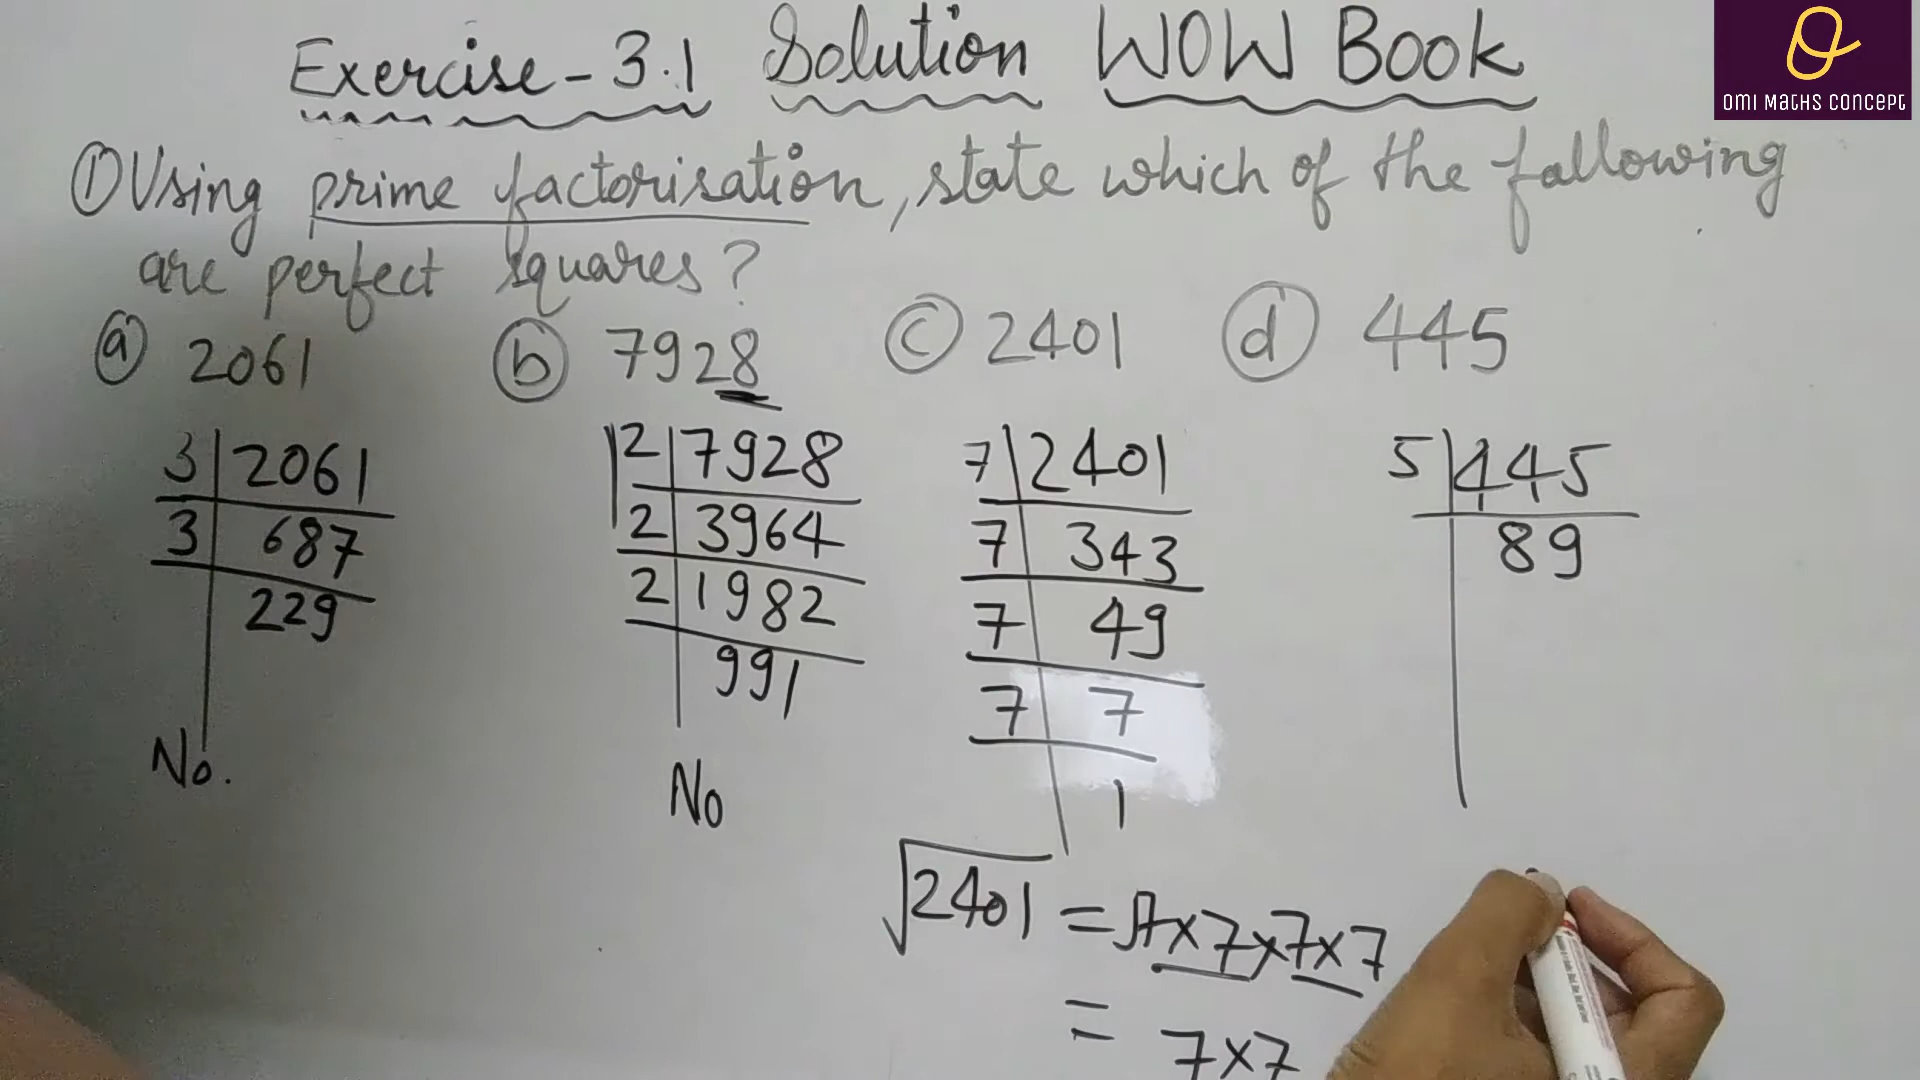 Exercise-3.1 Solution WOW Book
OMI MATHS CONCEPT
① Using prime factorisation, state which of the fallowing
are perfect squares?
ⓐ 2061 ⓑ 7928 ⓒ 2401 ⓓ 445
3 | 2061
3 | 687
229
No.
2 | 7928
2 | 3964
2 | 1982
991
No
7 | 2401
7 | 343
7 | 49
7 | 7
1
√2401 = √7×7×7×7
= 7×7
5 | 445
89